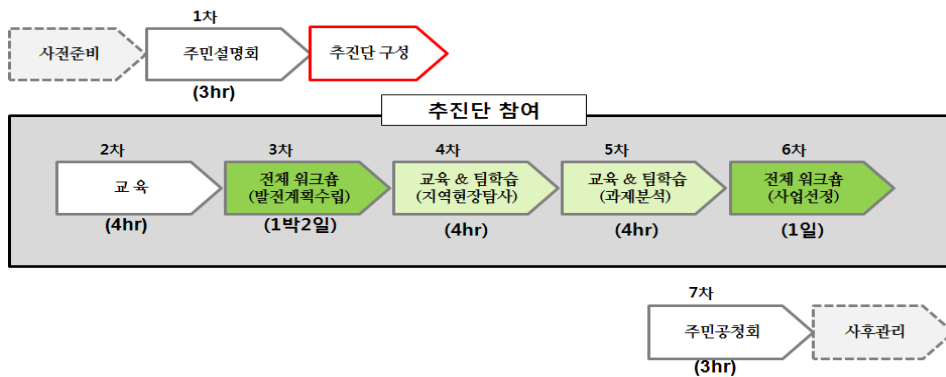 1차
사전준비
주민설명회
추진단 구성
(3hr)
추진단 참여
2차
3차
4차
5차
6차
교 육
전체 워크숍
(발전계획수립)
교육 & 팀학습
(지역현장탐사)
교육 & 팀학습
(과제분석)
전체 워크숍
(사업선정)
(4hr)
(1박2일)
(4hr)
(4hr)
(1일)
7차
주민공청회
사후관리
(3hr)